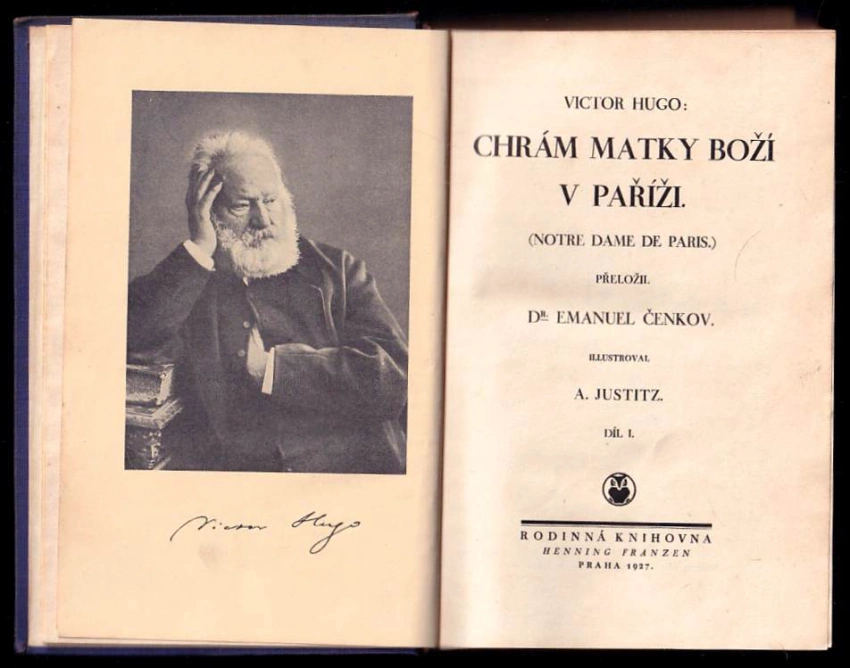 Victor Hugo
VICTOR HUGO:
CHRÁM MATKY BOŽÍ
V PAŘÍŽI.
(NOTRE DAME DE PARIS.)
PŘELOŽIL
DR. EMANUEL ČENKOV.
ILLUSTROVAL
A. JUSTITZ.
DÍL I.
RODINNÁ KNIHOVNA
HENNING FRANZEN
PRAHA 1927.